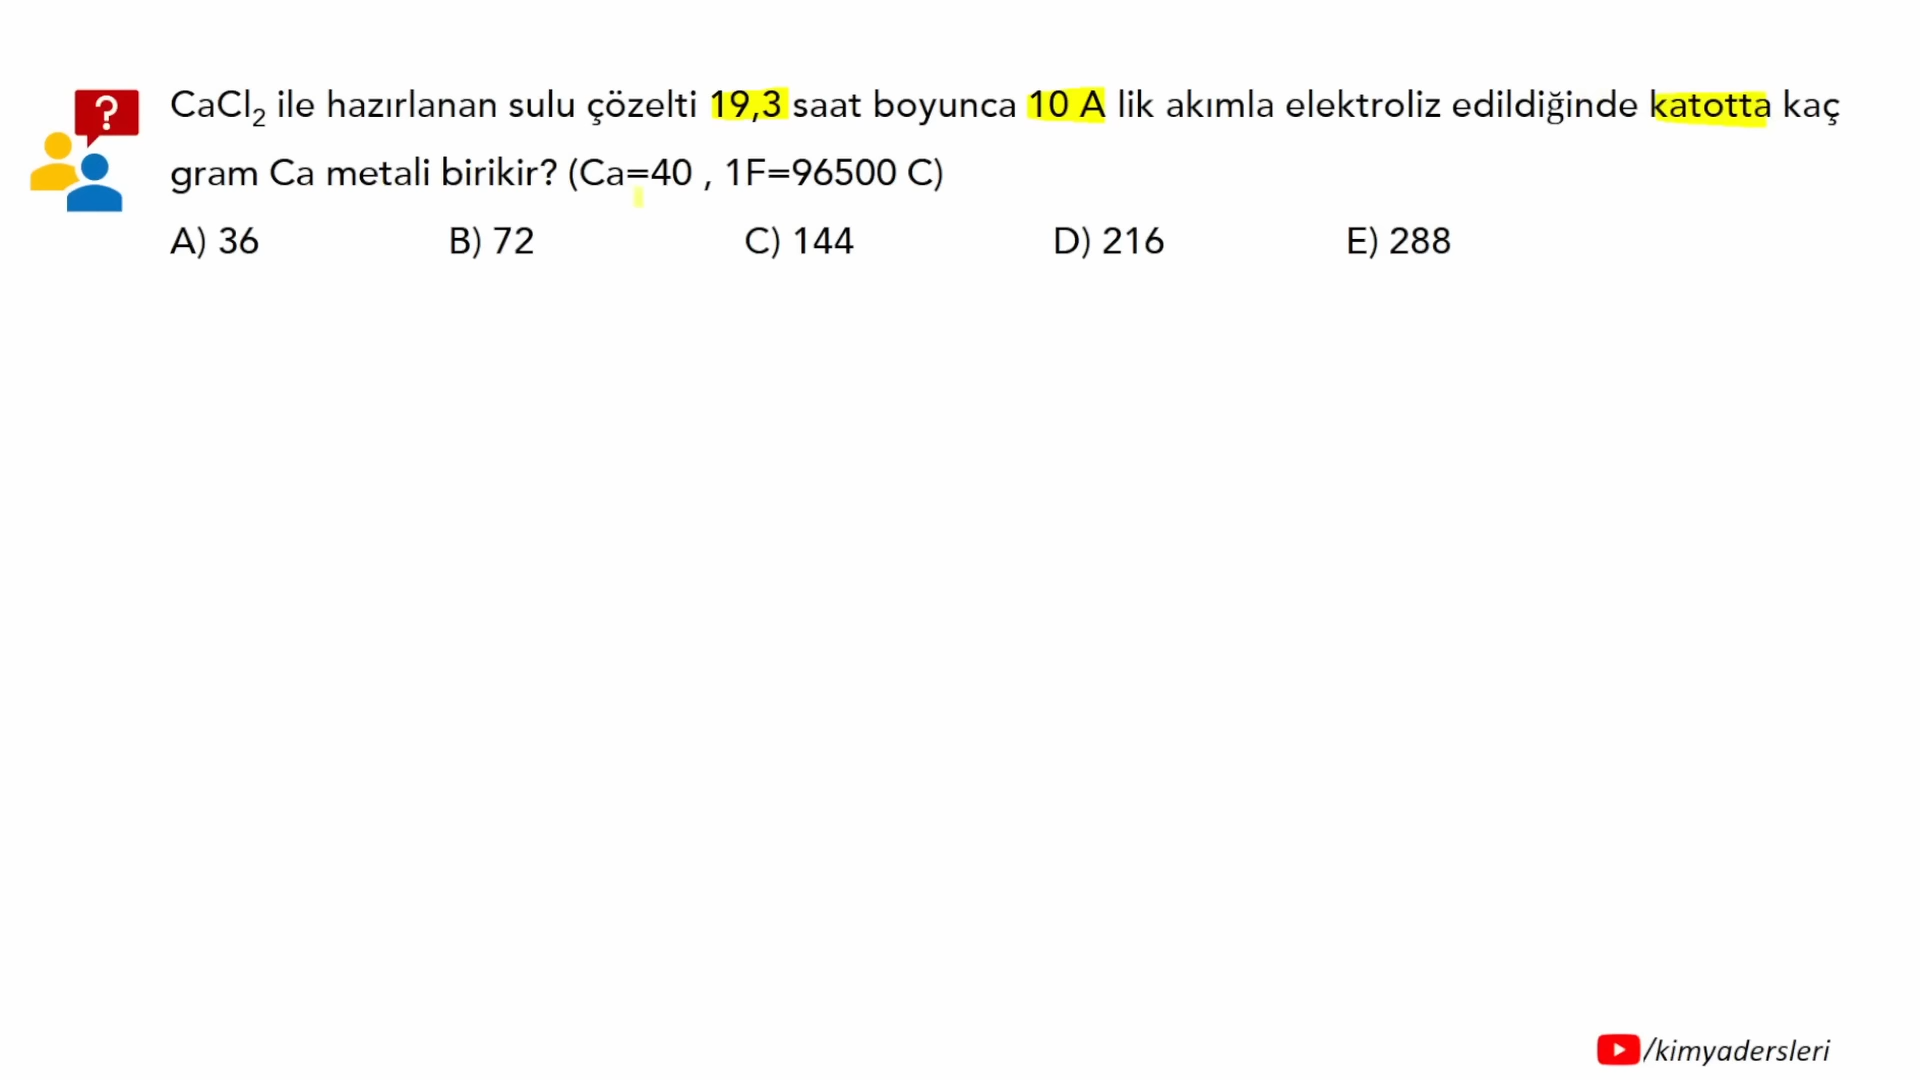 ?
CaCl₂ ile hazırlanan sulu çözelti 19,3 saat boyunca 10 A lik akımla elektroliz edildiğinde katotta kaç
gram Ca metali birikir? (Ca=40 , 1F=96500 C)
A) 36 B) 72 C) 144 D) 216 E) 288
/kimyadersleri